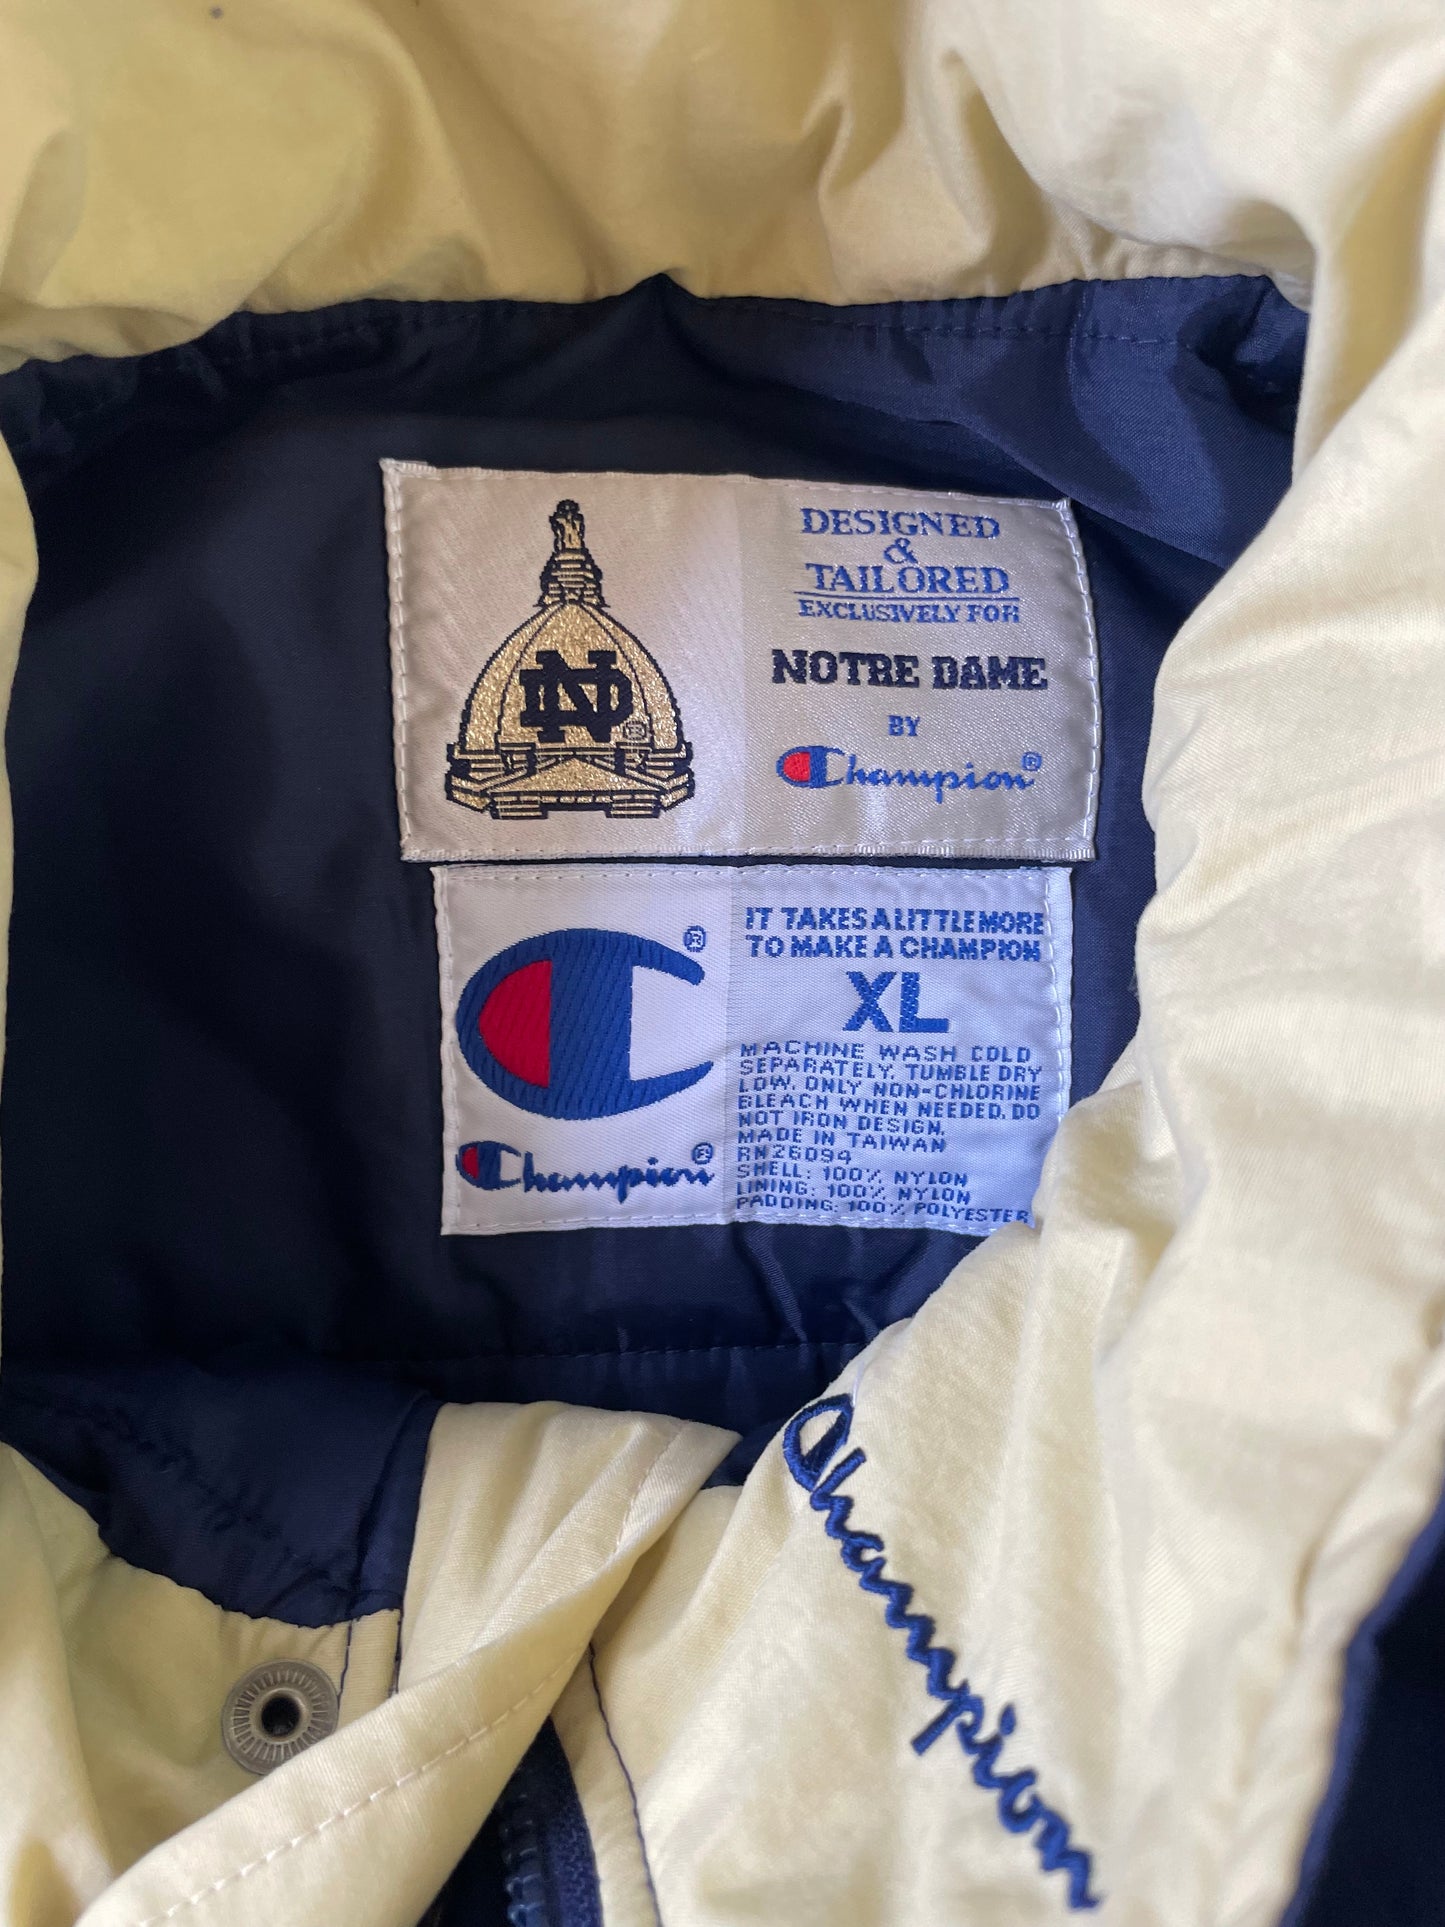 DESIGNED
&
TAILORED
EXCLUSIVELY FOR
NOTRE DAME
BY
Champion®
ND ®
®
IT TAKES A LITTLE MORE
TO MAKE A CHAMPION
XL
MACHINE WASH COLD
SEPARATELY. TUMBLE DRY
LOW. ONLY NON-CHLORINE
BLEACH WHEN NEEDED. DO
NOT IRON DESIGN.
MADE IN TAIWAN
RN26094
SHELL: 100% NYLON
LINING: 100% NYLON
PADDING: 100% POLYESTER
Champion®
Champion